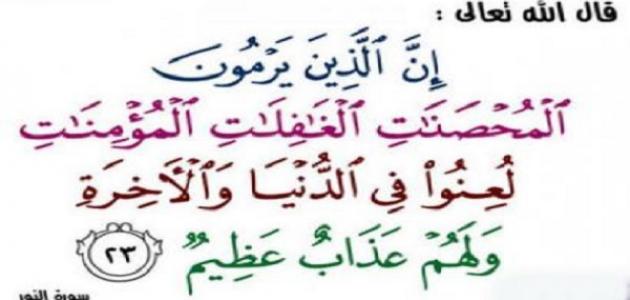 قال الله تعالى :
إِنَّ ٱلَّذِينَ يَرۡمُونَ
ٱلۡمُحۡصَنَٰتِ ٱلۡغَٰفِلَٰتِ ٱلۡمُؤۡمِنَٰتِ
لُعِنُواْ فِي ٱلدُّنۡيَا وَٱلۡأٓخِرَةِ
وَلَهُمۡ عَذَابٌ عَظِيمٞ ٢٣
سورة النور